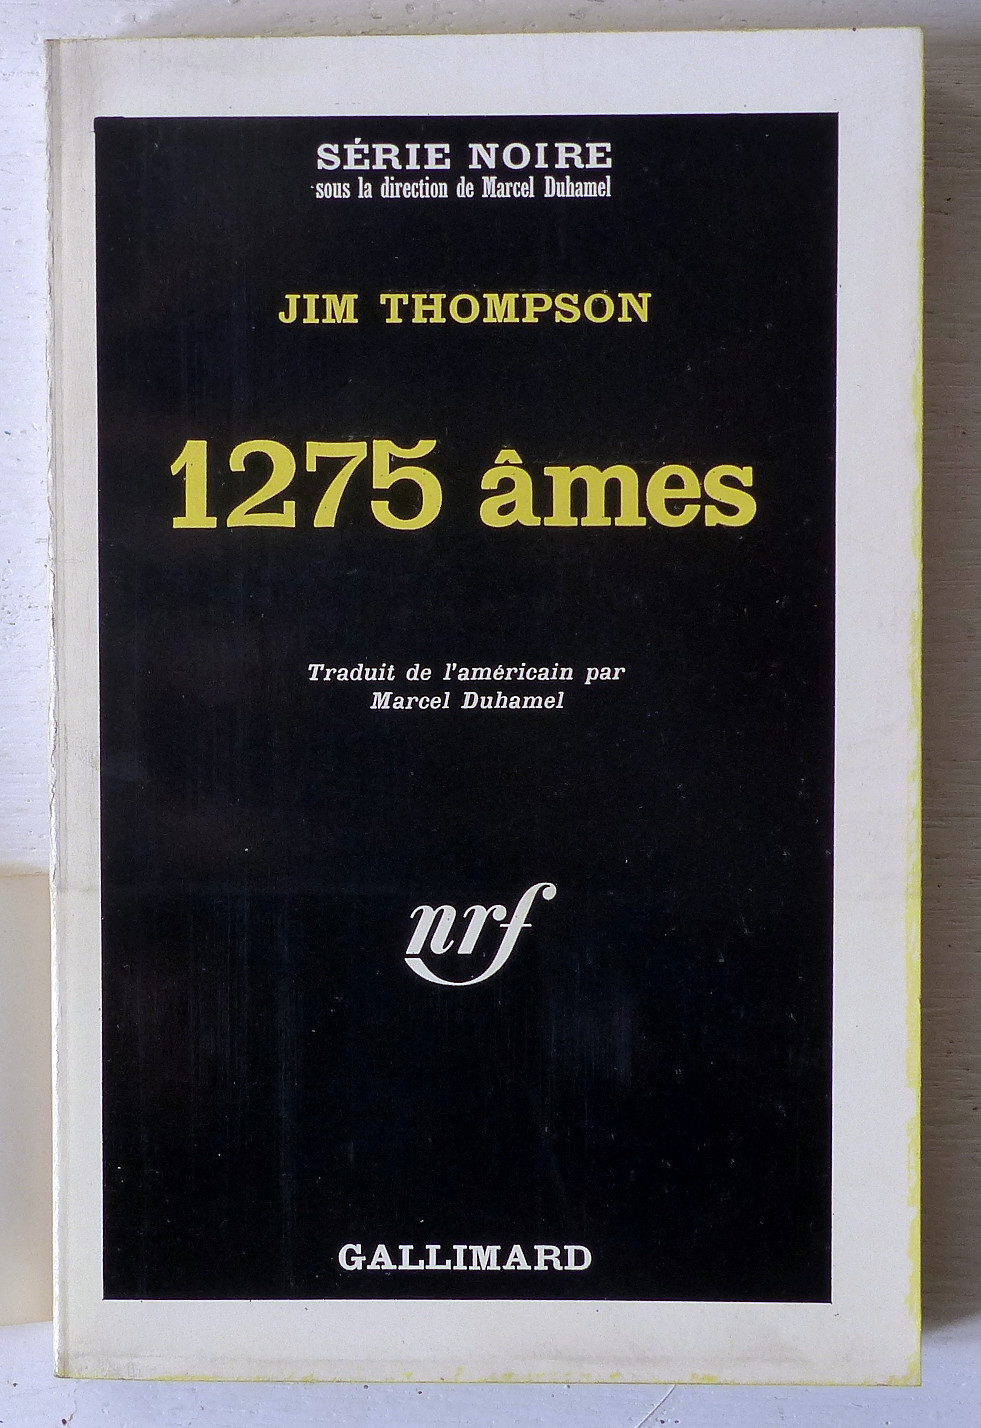 SÉRIE NOIRE
sous la direction de Marcel Duhamel
JIM THOMPSON
1275 âmes
Traduit de l'américain par
Marcel Duhamel
nrf
GALLIMARD